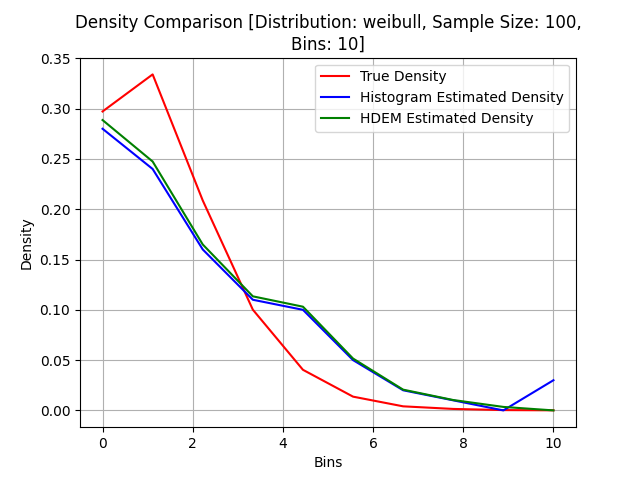 Density Comparison [Distribution: weibull, Sample Size: 100,
Bins: 10]
True Density
Histogram Estimated Density
HDEM Estimated Density
Density
0.35
0.30
0.25
0.20
0.15
0.10
0.05
0.00
0 2 4 6 8 10
Bins